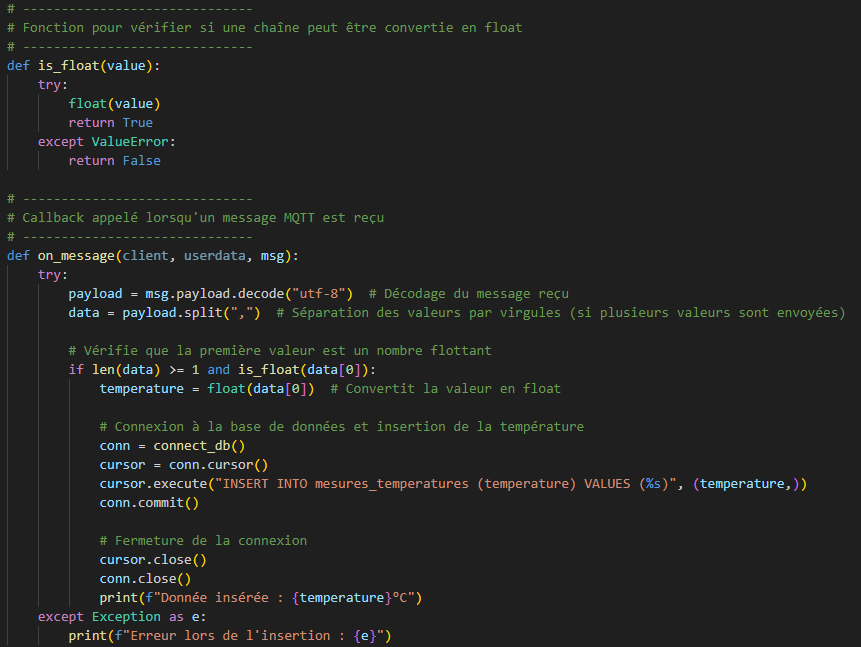 # ------------------------------
# Fonction pour vérifier si une chaîne peut être convertie en float
# ------------------------------
def is_float(value):
    try:
        float(value)
        return True
    except ValueError:
        return False

# ------------------------------
# Callback appelé lorsqu'un message MQTT est reçu
# ------------------------------
def on_message(client, userdata, msg):
    try:
        payload = msg.payload.decode("utf-8")  # Décodage du message reçu
        data = payload.split(",")  # Séparation des valeurs par virgules (si plusieurs valeurs sont envoyées)

        # Vérifie que la première valeur est un nombre flottant
        if len(data) >= 1 and is_float(data[0]):
            temperature = float(data[0])  # Convertit la valeur en float

            # Connexion à la base de données et insertion de la température
            conn = connect_db()
            cursor = conn.cursor()
            cursor.execute("INSERT INTO mesures_temperatures (temperature) VALUES (%s)", (temperature,))
            conn.commit()

            # Fermeture de la connexion
            cursor.close()
            conn.close()
            print(f"Donnée insérée : {temperature}°C")
    except Exception as e:
        print(f"Erreur lors de l'insertion : {e}")